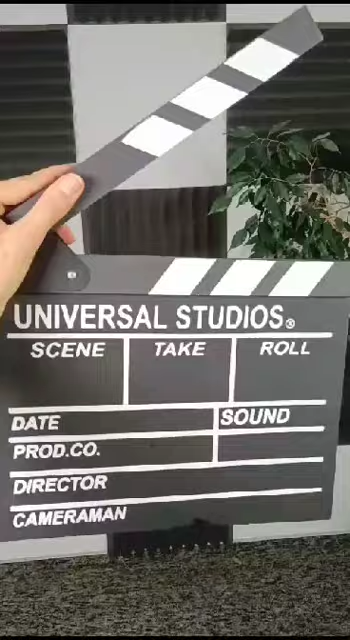 UNIVERSAL STUDIOS®
SCENE TAKE ROLL
DATE SOUND
PROD.CO.
DIRECTOR
CAMERAMAN